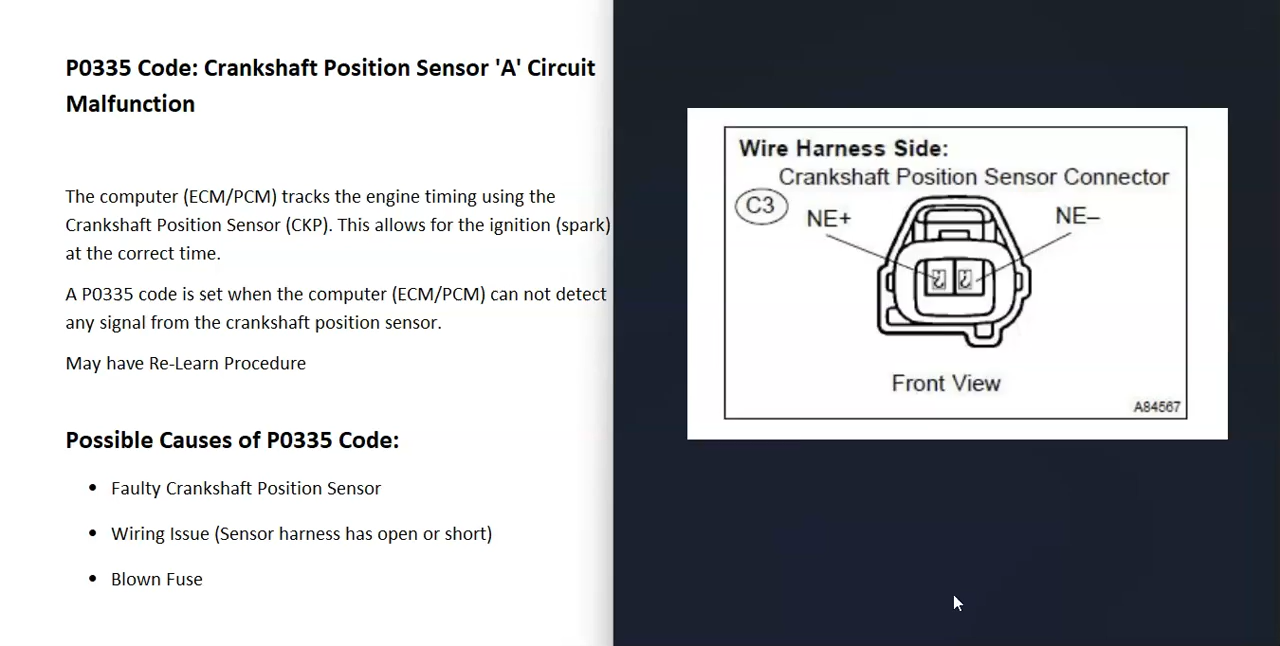 P0335 Code: Crankshaft Position Sensor 'A' Circuit
Malfunction
The computer (ECM/PCM) tracks the engine timing using the
Crankshaft Position Sensor (CKP). This allows for the ignition (spark)
at the correct time.
A P0335 code is set when the computer (ECM/PCM) can not detect
any signal from the crankshaft position sensor.
May have Re-Learn Procedure
Possible Causes of P0335 Code:
• Faulty Crankshaft Position Sensor
• Wiring Issue (Sensor harness has open or short)
• Blown Fuse
Wire Harness Side:
Crankshaft Position Sensor Connector
C3
NE+
NE–
Front View
A84567